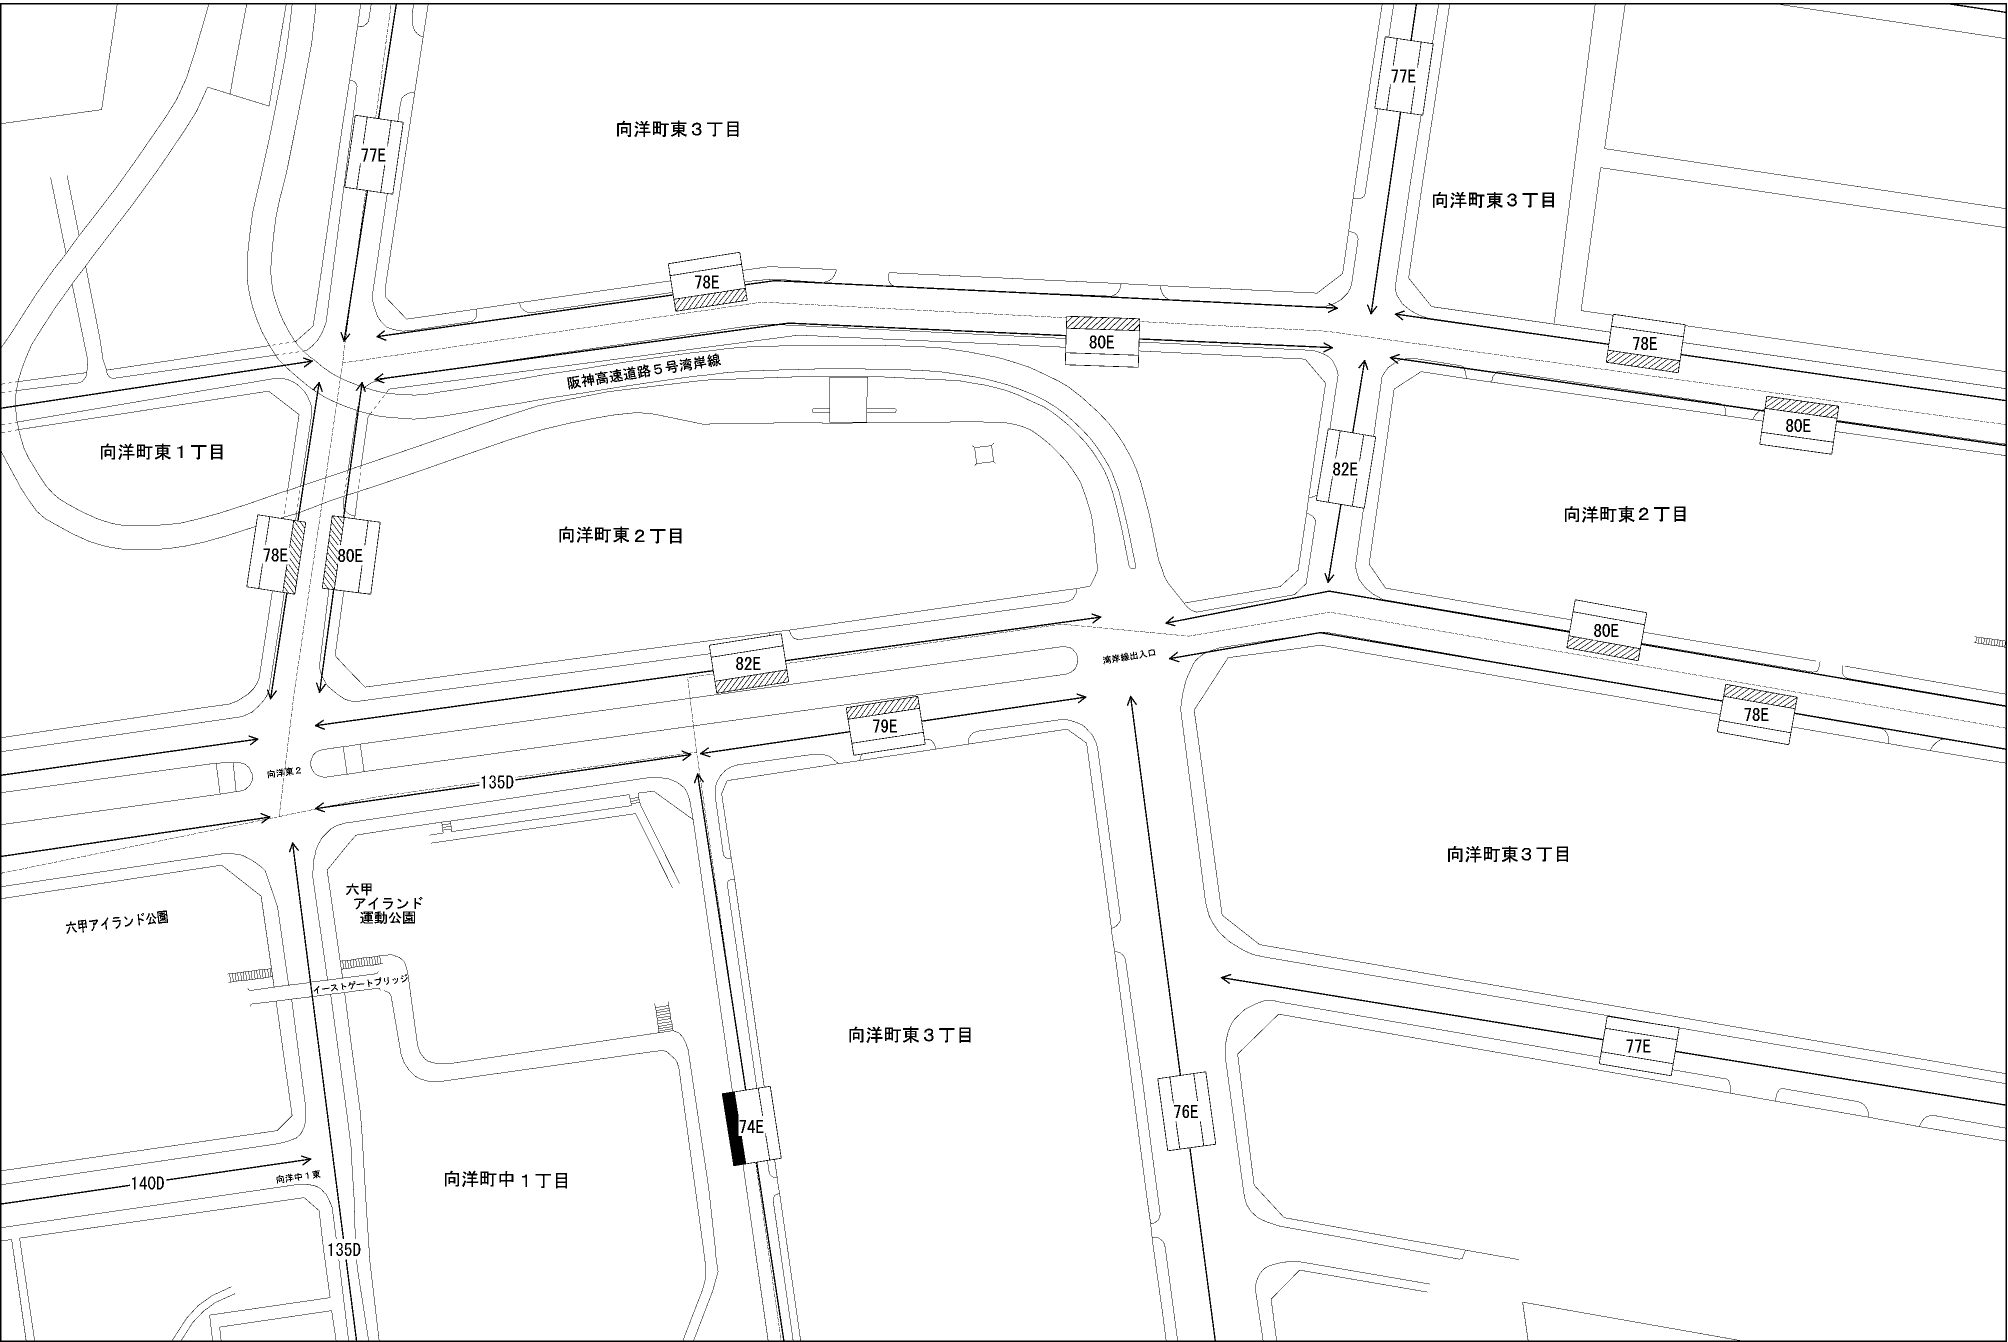 77E
向洋町東３丁目
77E
向洋町東３丁目
78E
80E
78E
阪神高速道路５号湾岸線
80E
向洋町東１丁目
82E
向洋町東２丁目
向洋町東２丁目
78E
80E
80E
82E
湾岸線出入口
79E
78E
向洋東２
135D
向洋町東３丁目
六甲
アイランド
運動公園
六甲アイランド公園
イーストゲートブリッジ
向洋町東３丁目
77E
76E
74E
向洋町中１丁目
140D
向洋中１東
135D